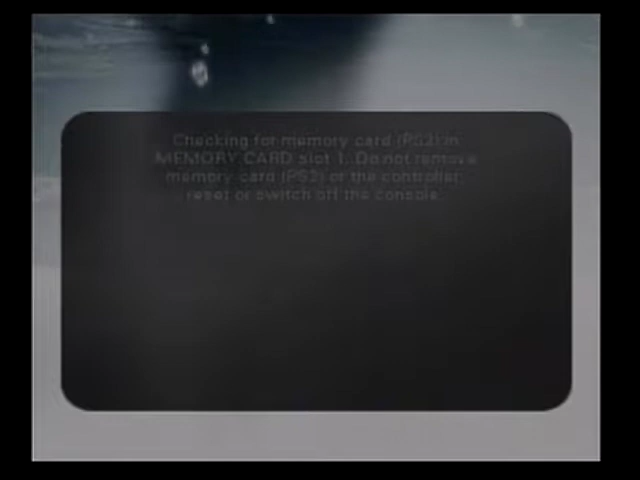 Checking for memory card (PS2) in
MEMORY CARD slot 1. Do not remove
memory card (PS2) or the controller,
reset or switch off the console.